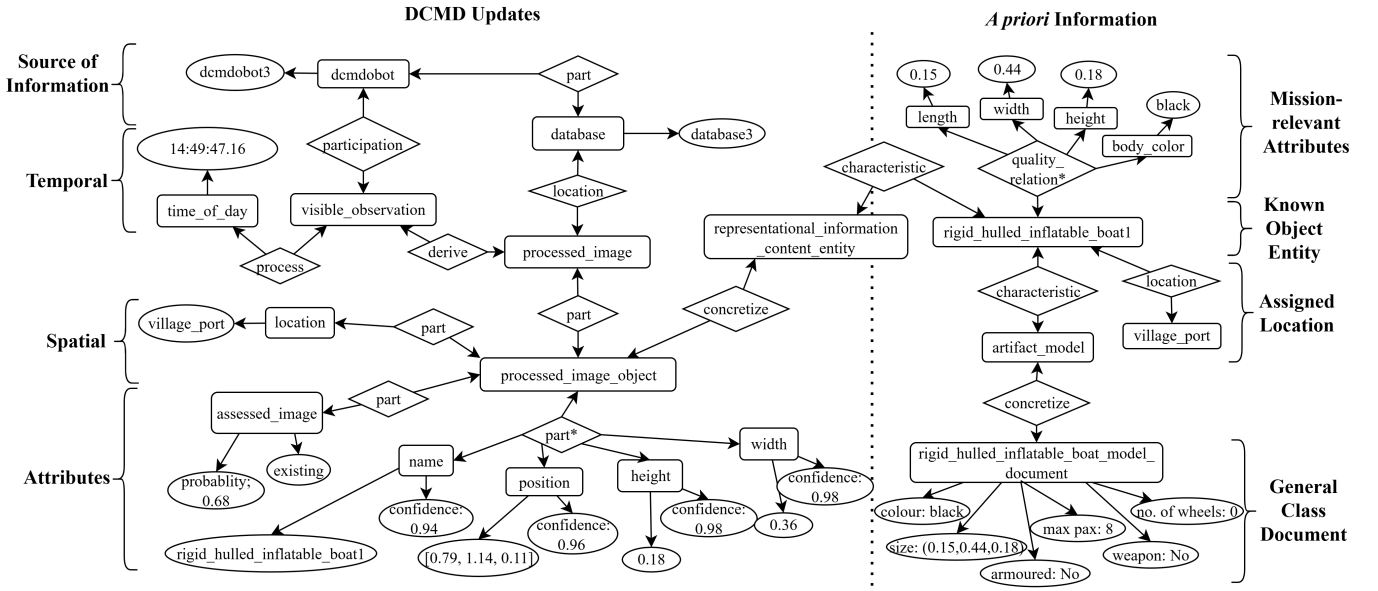 DCMD Updates
A priori Information
Source of
Information
dcmdobot3
dcmdobot
part
database
database3
14:49:47.16
participation
Temporal
time_of_day
visible_observation
location
process
derive
processed_image
representational_information
_content_entity
characteristic
0.15
0.44
0.18
black
length
width
height
body_color
quality_
relation*
Mission-
relevant
Attributes
rigid_hulled_inflatable_boat1
Known
Object
Entity
Spatial
village_port
location
part
part
concretize
characteristic
location
village_port
artifact_model
Assigned
Location
processed_image_object
Attributes
assessed_image
part
probablity;
0.68
existing
part*
name
position
height
width
confidence:
0.94
confidence:
0.96
confidence:
0.98
confidence:
0.98
rigid_hulled_inflatable_boat1
[0.79, 1.14, 0.11]
0.18
0.36
concretize
rigid_hulled_inflatable_boat_model_
document
colour: black
size: (0.15,0.44,0.18)
armoured: No
max pax: 8
weapon: No
no. of wheels: 0
General
Class
Document